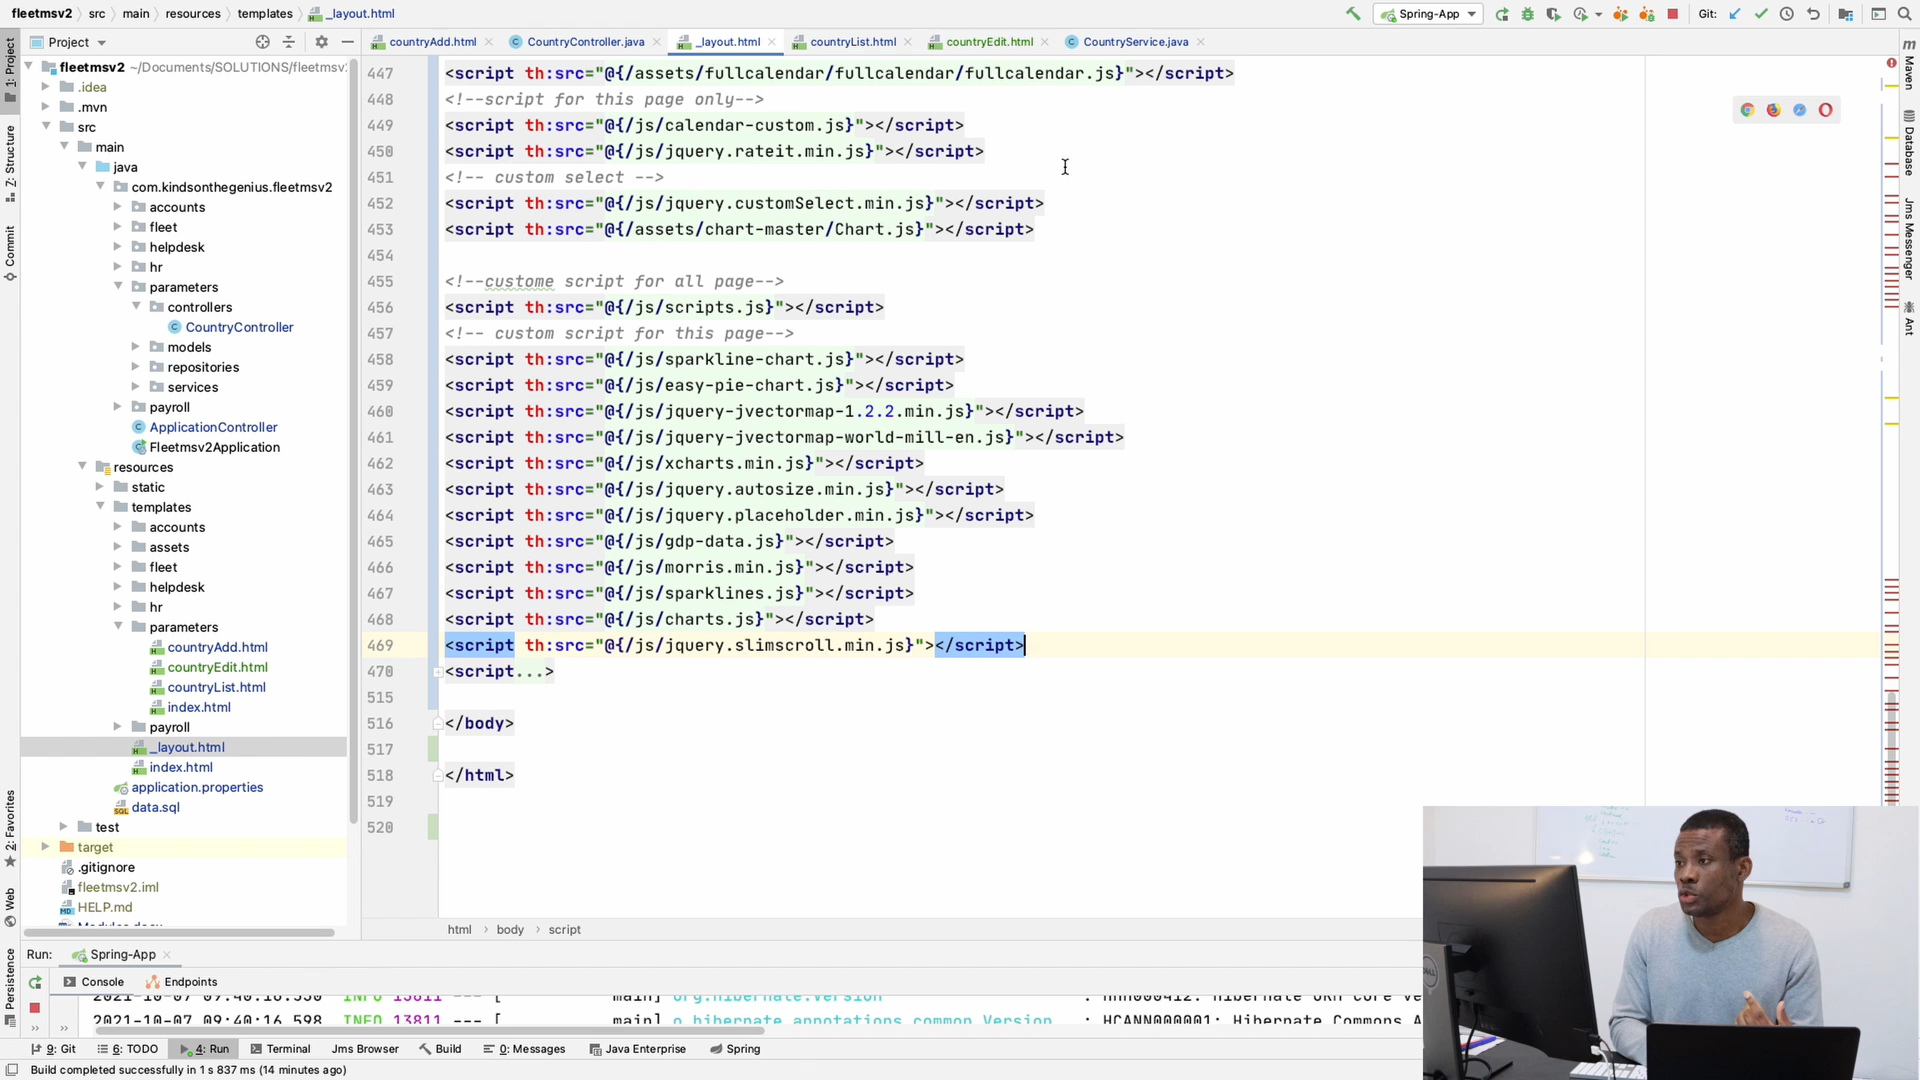 fleetmsv2 src main resources templates _layout.html
Spring-App
Git:
Project
countryAdd.html CountryController.java _layout.html countryList.html countryEdit.html CountryService.java
fleetmsv2 ~/Documents/SOLUTIONS/fleetmsv
.idea
.mvn
src
main
java
com.kindsonthegenius.fleetmsv2
accounts
fleet
helpdesk
hr
parameters
controllers
CountryController
models
repositories
services
payroll
ApplicationController
Fleetmsv2Application
resources
static
templates
accounts
assets
fleet
helpdesk
hr
parameters
countryAdd.html
countryEdit.html
countryList.html
index.html
payroll
_layout.html
index.html
application.properties
data.sql
test
target
.gitignore
fleetmsv2.iml
HELP.md
1: Project
Z: Structure
Commit
2: Favorites
Web
Persistence
447 <script th:src="@{/assets/fullcalendar/fullcalendar/fullcalendar.js}"></script>
448 <!--script for this page only-->
449 <script th:src="@{/js/calendar-custom.js}"></script>
450 <script th:src="@{/js/jquery.rateit.min.js}"></script>
451 <!-- custom select -->
452 <script th:src="@{/js/jquery.customSelect.min.js}"></script>
453 <script th:src="@{/assets/chart-master/Chart.js}"></script>
454
455 <!--custome script for all page-->
456 <script th:src="@{/js/scripts.js}"></script>
457 <!-- custom script for this page-->
458 <script th:src="@{/js/sparkline-chart.js}"></script>
459 <script th:src="@{/js/easy-pie-chart.js}"></script>
460 <script th:src="@{/js/jquery-jvectormap-1.2.2.min.js}"></script>
461 <script th:src="@{/js/jquery-jvectormap-world-mill-en.js}"></script>
462 <script th:src="@{/js/xcharts.min.js}"></script>
463 <script th:src="@{/js/jquery.autosize.min.js}"></script>
464 <script th:src="@{/js/jquery.placeholder.min.js}"></script>
465 <script th:src="@{/js/gdp-data.js}"></script>
466 <script th:src="@{/js/morris.min.js}"></script>
467 <script th:src="@{/js/sparklines.js}"></script>
468 <script th:src="@{/js/charts.js}"></script>
469 <script th:src="@{/js/jquery.slimscroll.min.js}"></script>
470 <script...>
515
516 </body>
517
518 </html>
519
520
Maven
Database
Jms Messenger
Ant
html › body › script
Run: Spring-App
Console Endpoints
2021-10-07 09:40:16.598 INFO 13811 --- [ main] o.hibernate.annotations.common.Version : HCANN000001: Hibernate Commons A
9: Git 6: TODO 4: Run Terminal Jms Browser Build 0: Messages Java Enterprise Spring
Build completed successfully in 1 s 837 ms (14 minutes ago)